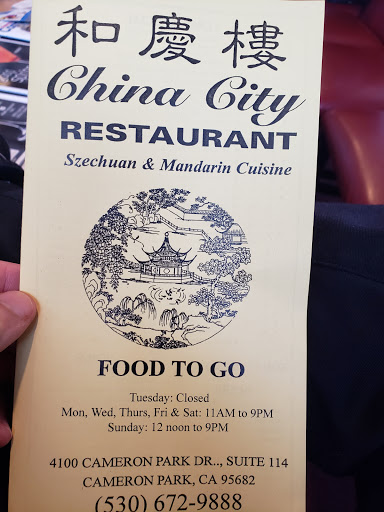 和慶樓
China City
RESTAURANT
Szechuan & Mandarin Cuisine
FOOD TO GO
Tuesday: Closed
Mon, Wed, Thurs, Fri & Sat: 11AM to 9PM
Sunday: 12 noon to 9PM
4100 CAMERON PARK DR.., SUITE 114
CAMERON PARK, CA 95682
(530) 672-9888